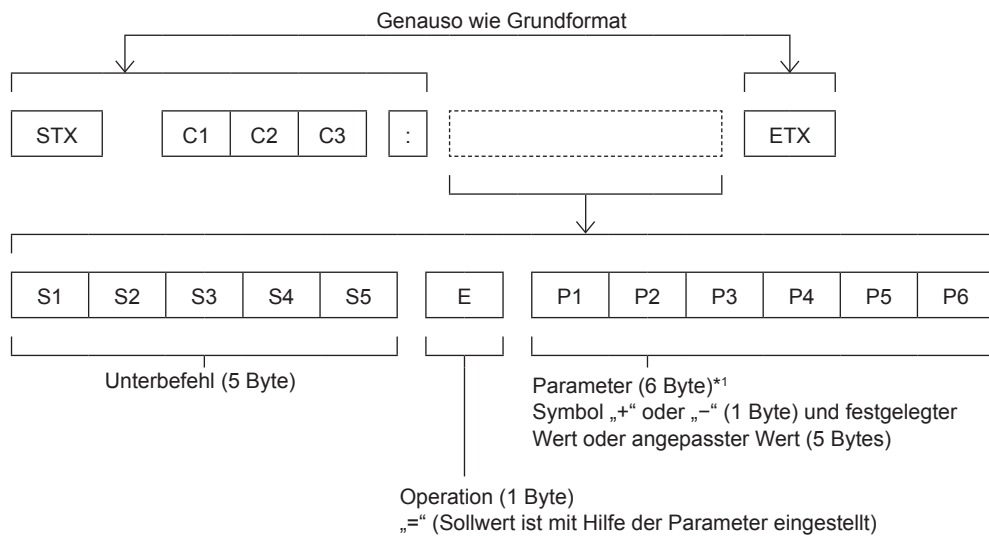 Genauso wie Grundformat
STX C1 C2 C3 : ETX
S1 S2 S3 S4 S5 E P1 P2 P3 P4 P5 P6
Unterbefehl (5 Byte)
Parameter (6 Byte)*1
Symbol „+“ oder „−“ (1 Byte) und festgelegter
Wert oder angepasster Wert (5 Bytes)
Operation (1 Byte)
„=“ (Sollwert ist mit Hilfe der Parameter eingestellt)